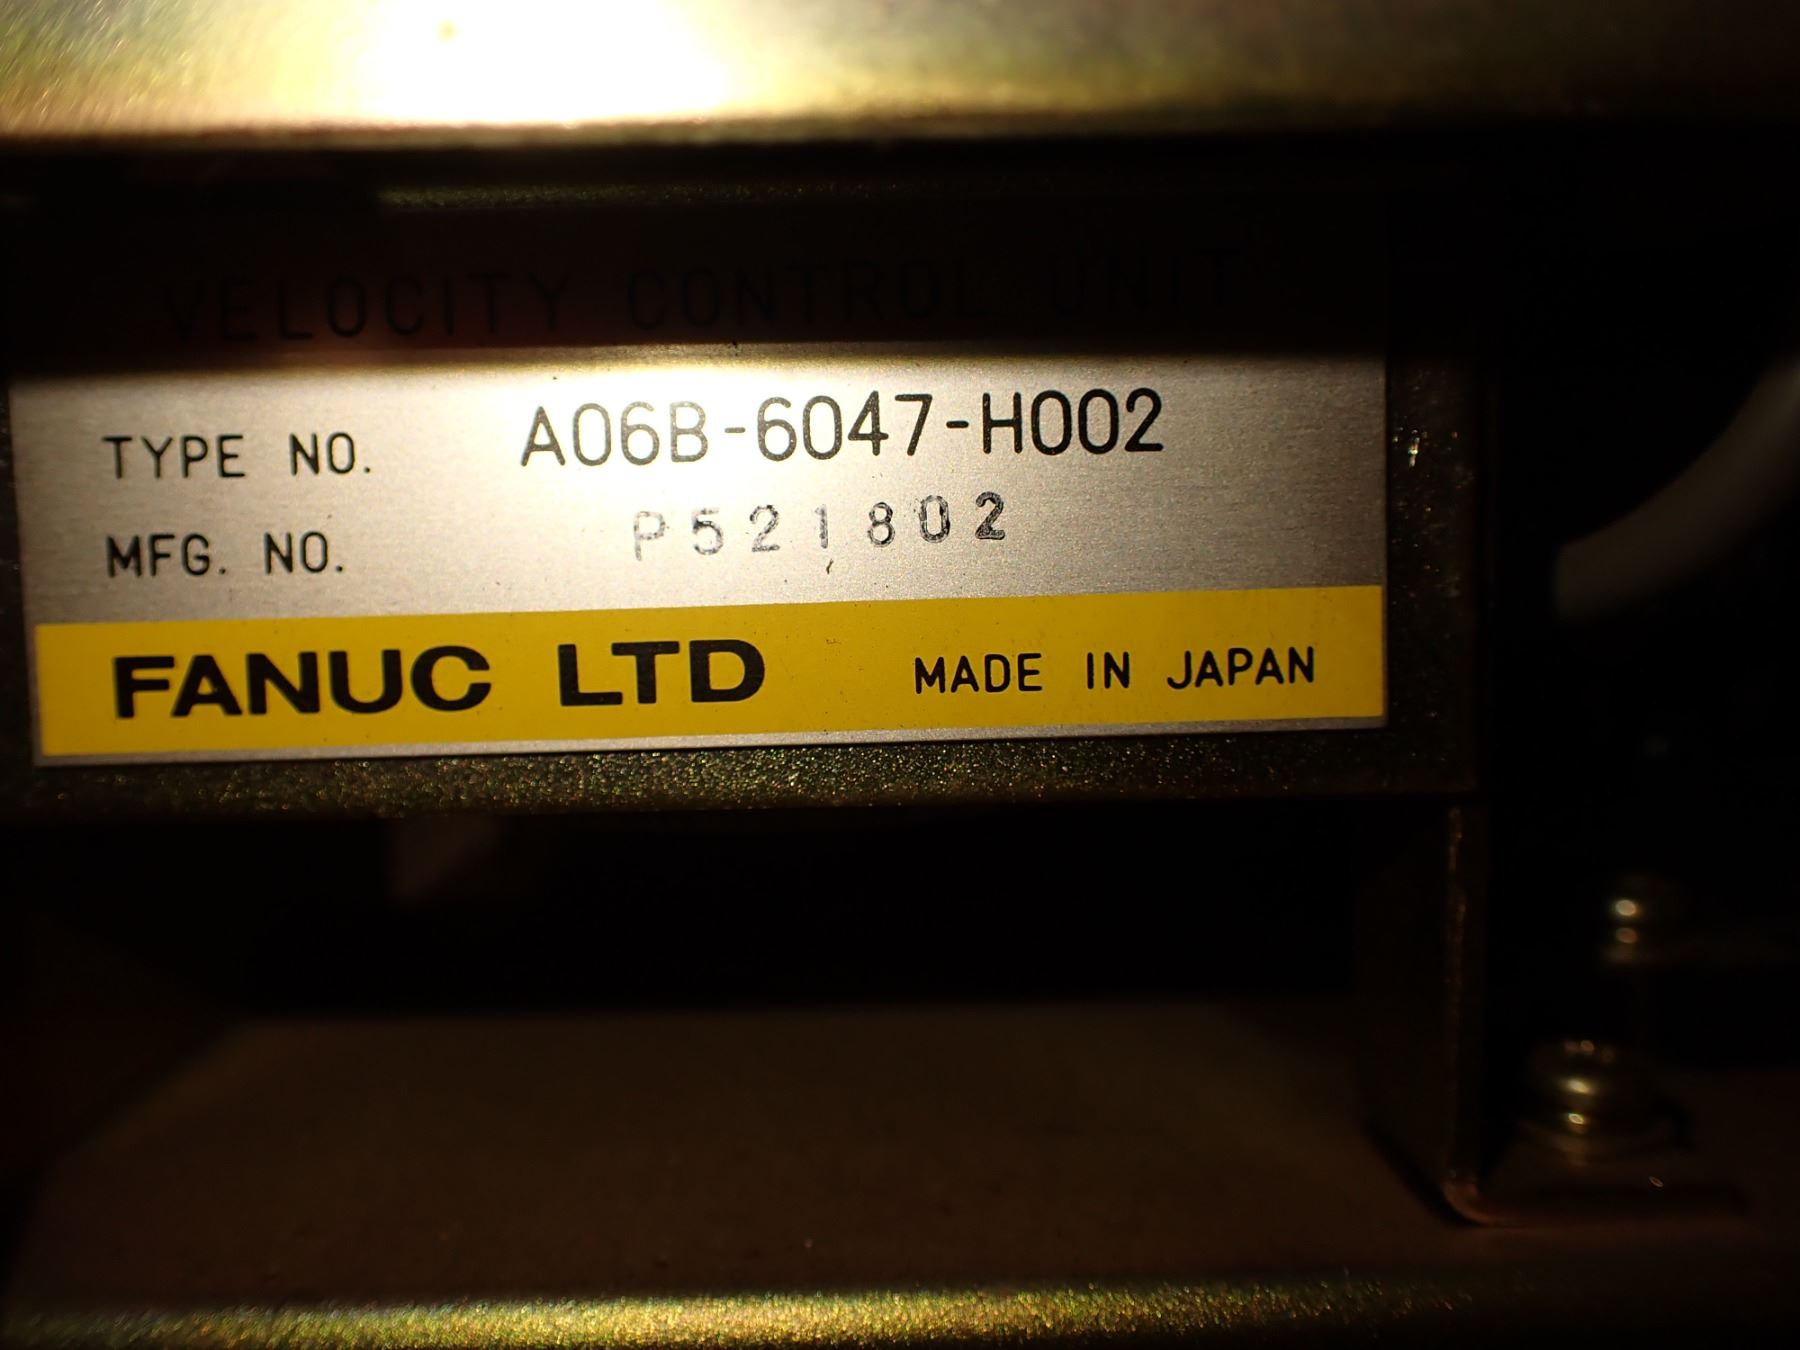 VELOCITY CONTROL UNIT
TYPE NO. A06B-6047-H002
MFG. NO. P521802
FANUC LTD MADE IN JAPAN